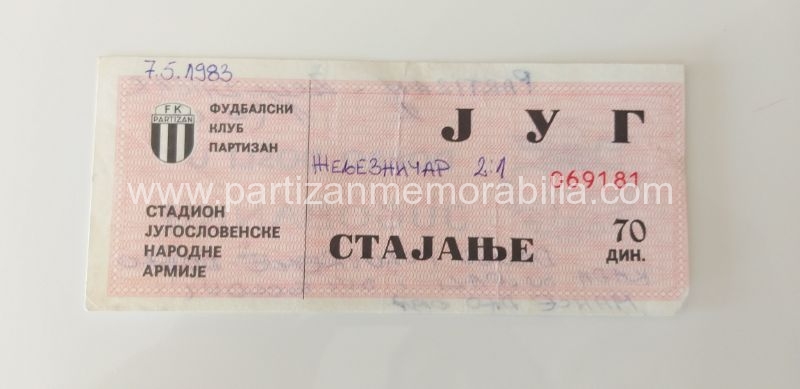 7.5.1983.
FK
PARTIZAN
ФУДБАЛСКИ
КЛУБ
ПАРТИЗАН
СТАДИОН
ЈУГОСЛОВЕНСКЕ
НАРОДНЕ
АРМИЈЕ
ЈУГ
ЖЕЉЕЗНИЧАР 2:1
069181
www.partizanmemorabilia.com
СТАЈАЊЕ
70
ДИН.